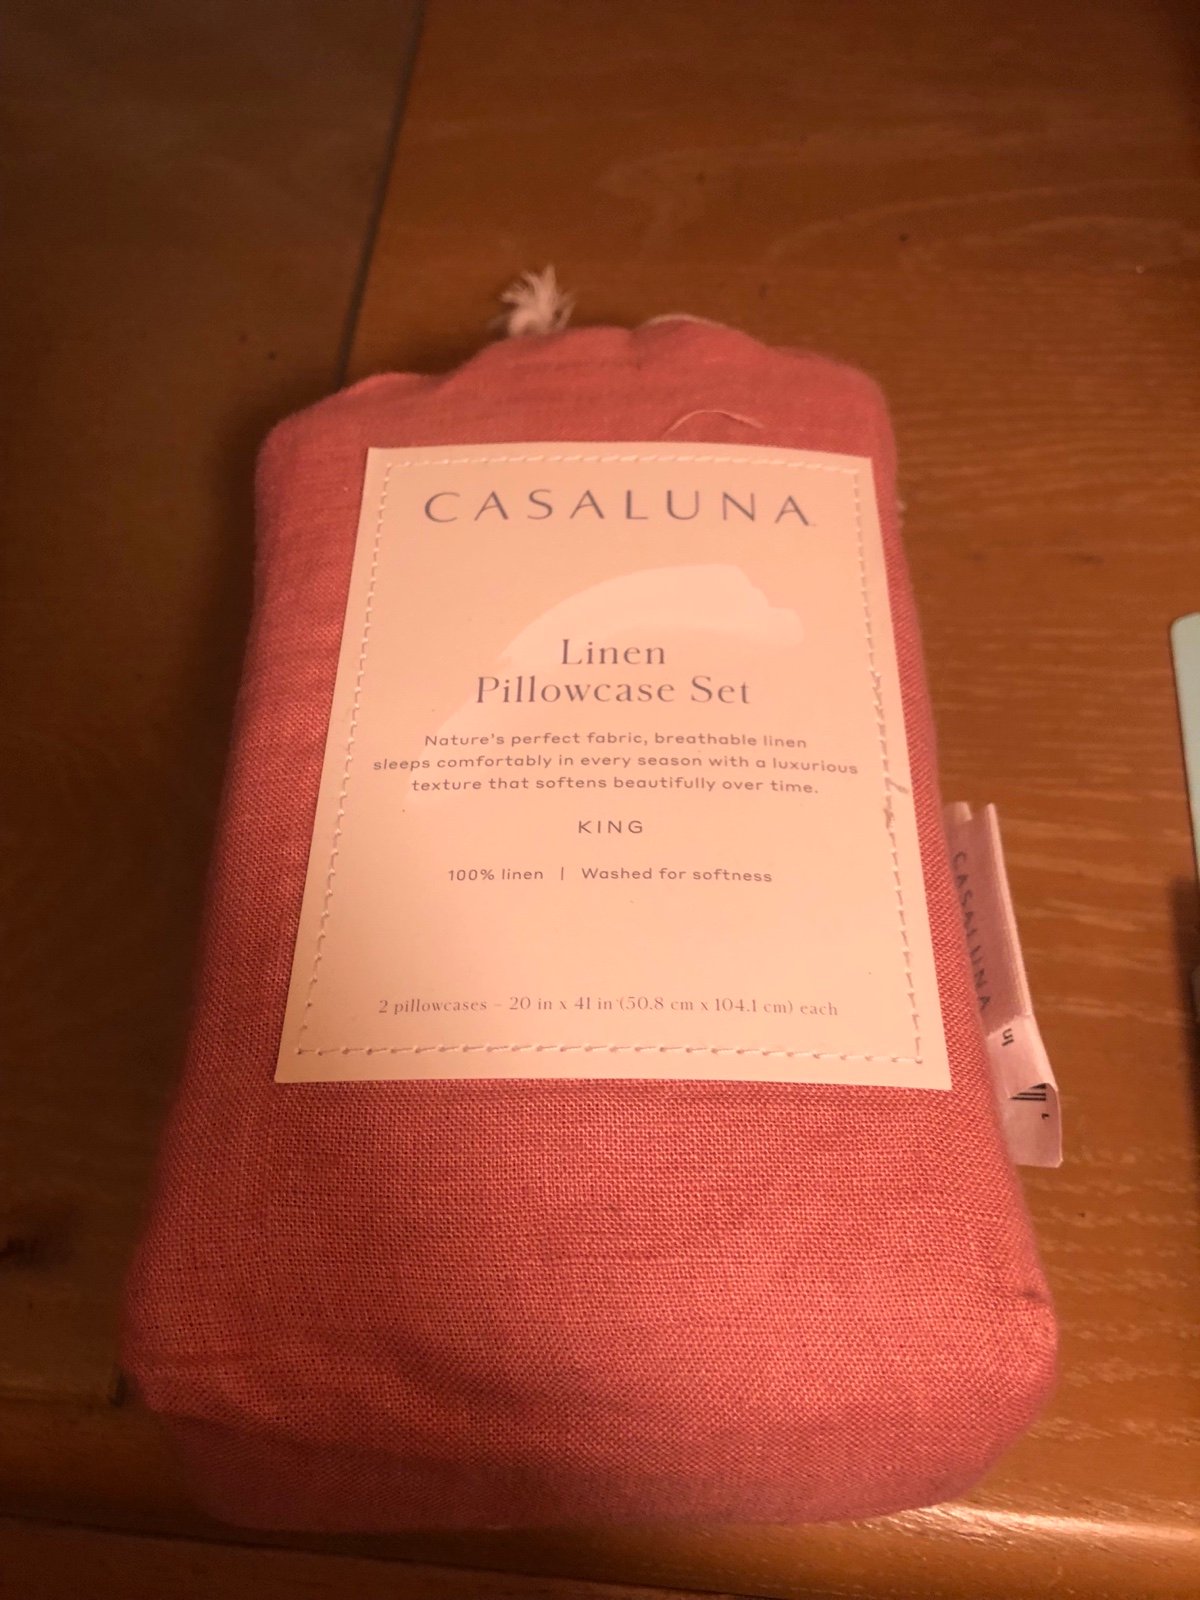 CASALUNA
Linen
Pillowcase Set
Nature's perfect fabric, breathable linen
sleeps comfortably in every season with a luxurious
texture that softens beautifully over time.
KING
100% linen | Washed for softness
2 pillowcases – 20 in x 41 in (50.8 cm x 104.1 cm) each
CASALUNA